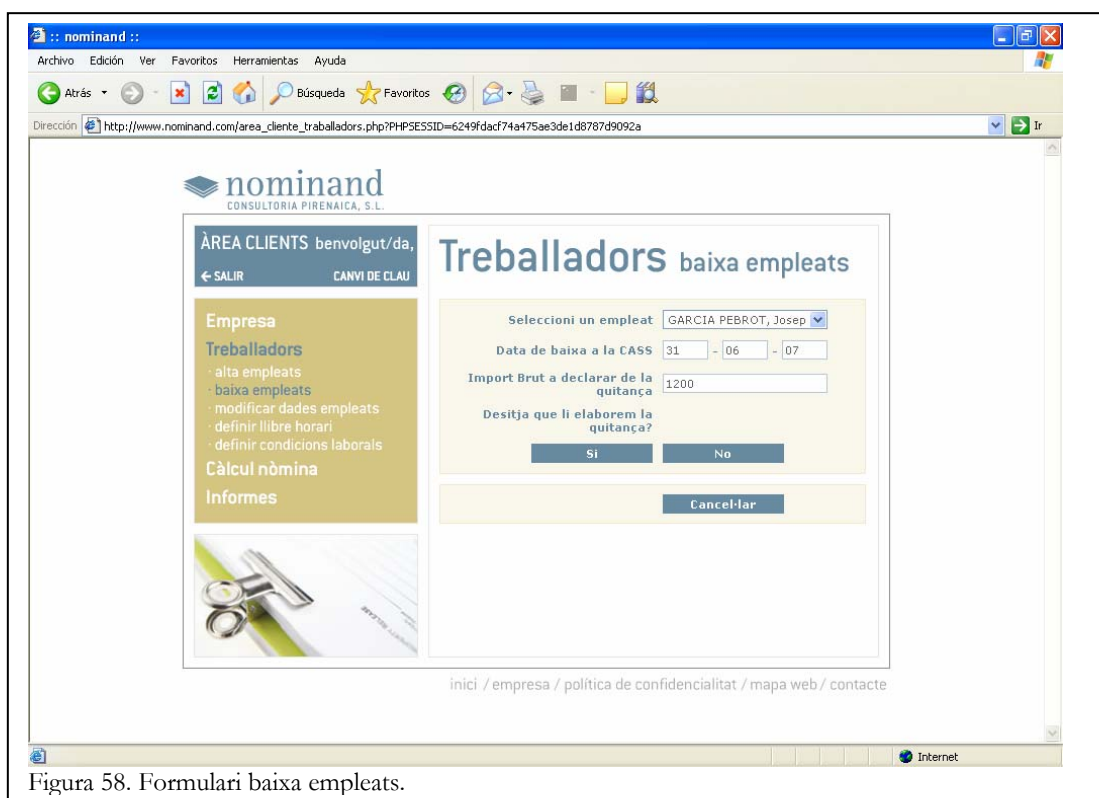 :: nominand ::
Archivo Edición Ver Favoritos Herramientas Ayuda
Atrás Búsqueda Favoritos
Dirección http://www.nominand.com/area_cliente_traballadors.php?PHPSESSID=6249fdacf74a475ae3de1d8787d9092a Ir
nominand
CONSULTORIA PIRENAICA, S.L.
ÀREA CLIENTS benvolgut/da,
← SALIR CANVI DE CLAU
Treballadors baixa empleats
Empresa
Treballadors
· alta empleats
· baixa empleats
· modificar dades empleats
· definir llibre horari
· definir condicions laborals
Càlcul nòmina
Informes
Seleccioni un empleat GARCIA PEBROT, Josep
Data de baixa a la CASS 31 - 06 - 07
Import Brut a declarar de la
quitança 1200
Desitja que li elaborem la
quitança?
Si No
Cancel·lar
inici / empresa / política de confidencialitat / mapa web / contacte
Internet
Figura 58. Formulari baixa empleats.